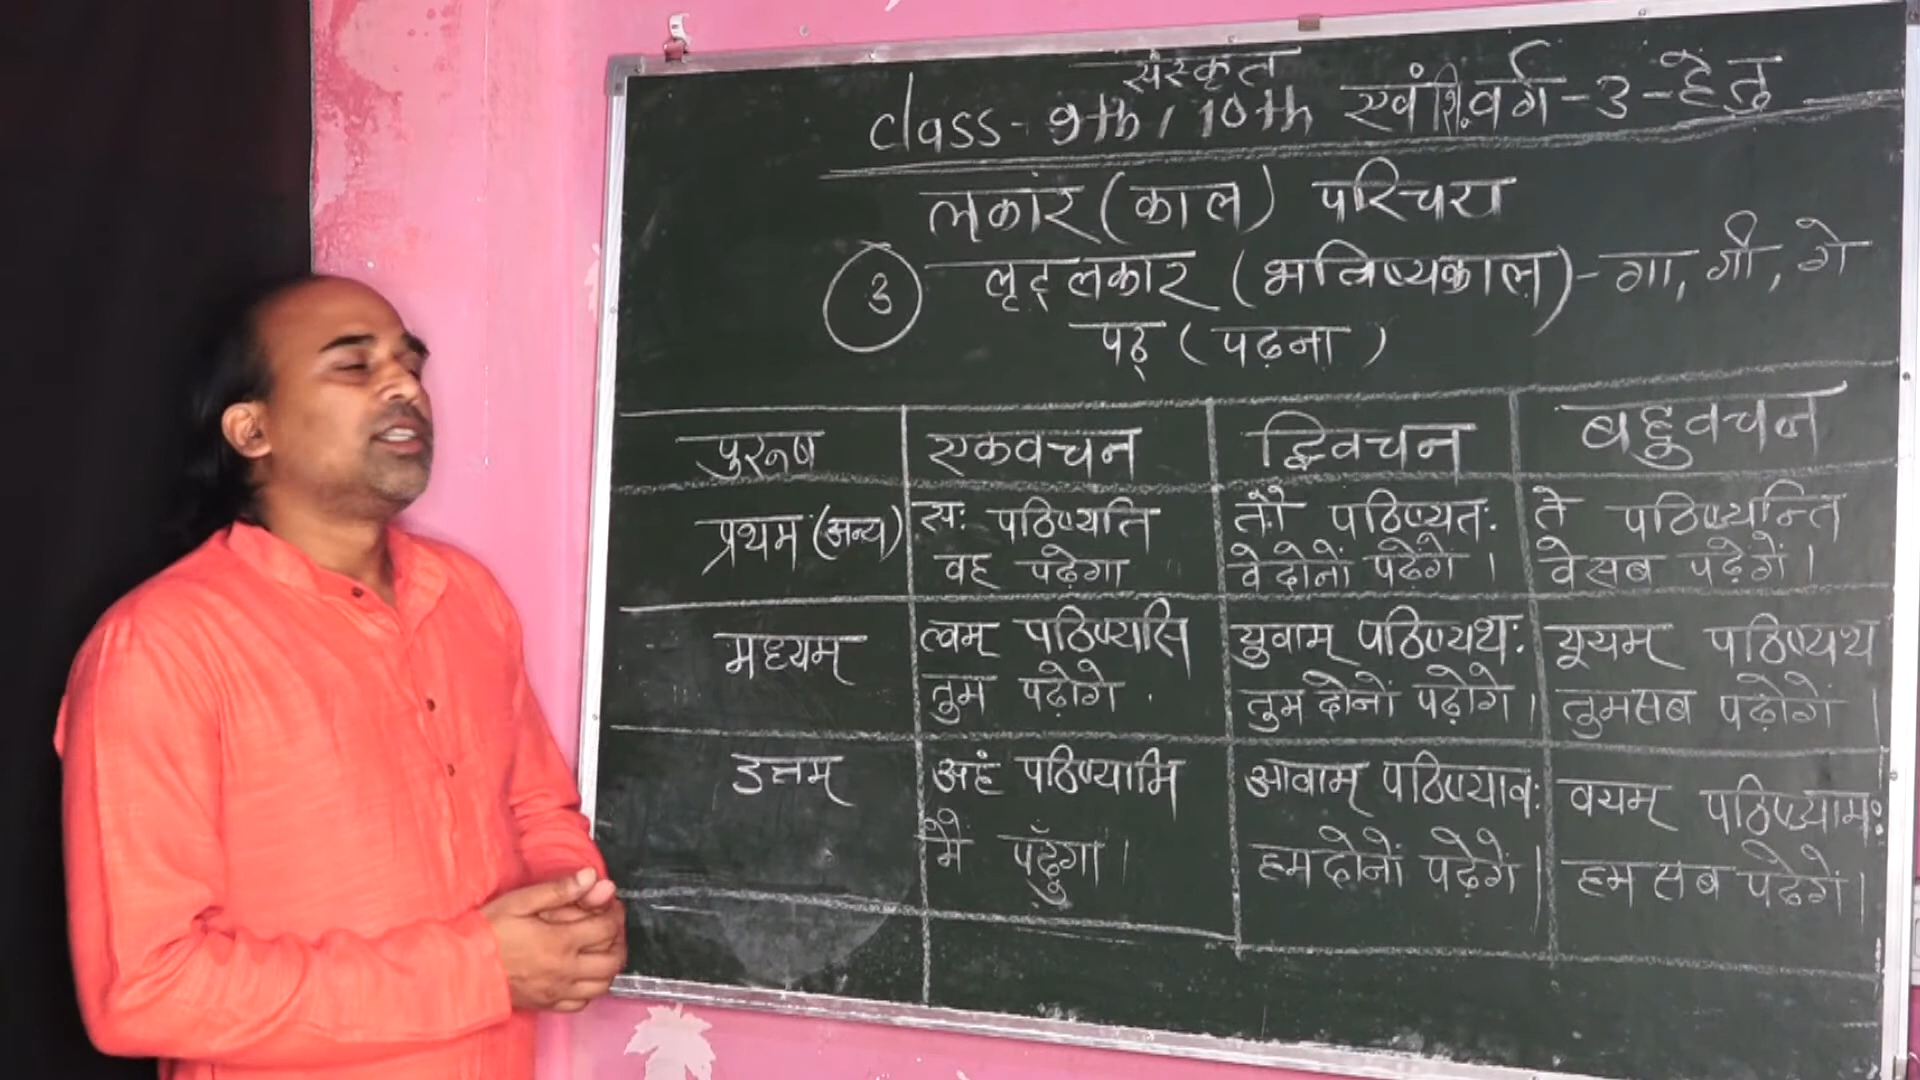 संस्कृत
class - 9th / 10th एवं शि. वर्ग - 3 - हेतु
लकार (काल) परिचय
3 लृट् लकार (भविष्यकाल) - गा, गी, गे
पठ् (पढ़ना)
पुरूष एकवचन द्विवचन बहुवचन
प्रथम (अन्य) सः पठिष्यति तौ पठिष्यतः ते पठिष्यन्ति
वह पढ़ेगा वे दोनों पढेंगे । वे सब पढ़ेगें ।
मध्यम् त्वम् पठिष्यसि युवाम् पठिष्यथः यूयम् पठिष्यथ
तुम पढ़ोगे । तुम दोनों पढ़ोगे । तुम सब पढ़ोगें ।
उत्तम् अहं पठिष्यामि आवाम् पठिष्यावः वयम् पठिष्यामः
मै पढ़ूँगा । हम दोनों पढ़ेगें । हम सब पढेगें ।